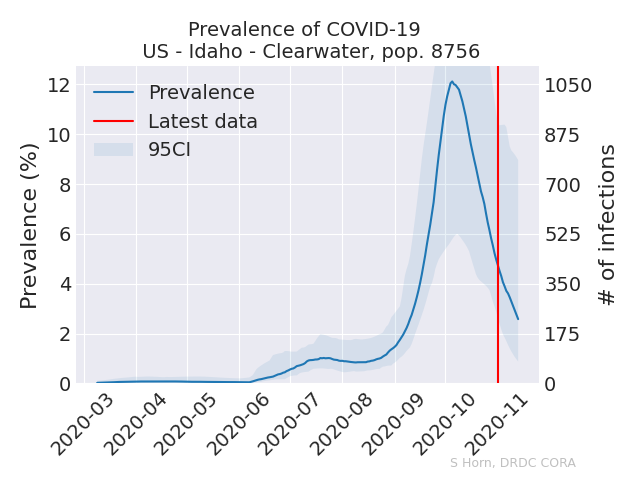 Prevalence of COVID-19
US - Idaho - Clearwater, pop. 8756
Prevalence
Latest data
95CI
Prevalence (%)
12
10
8
6
4
2
0
# of infections
1050
875
700
525
350
175
0
2020-03
2020-04
2020-05
2020-06
2020-07
2020-08
2020-09
2020-10
2020-11
S Horn, DRDC CORA